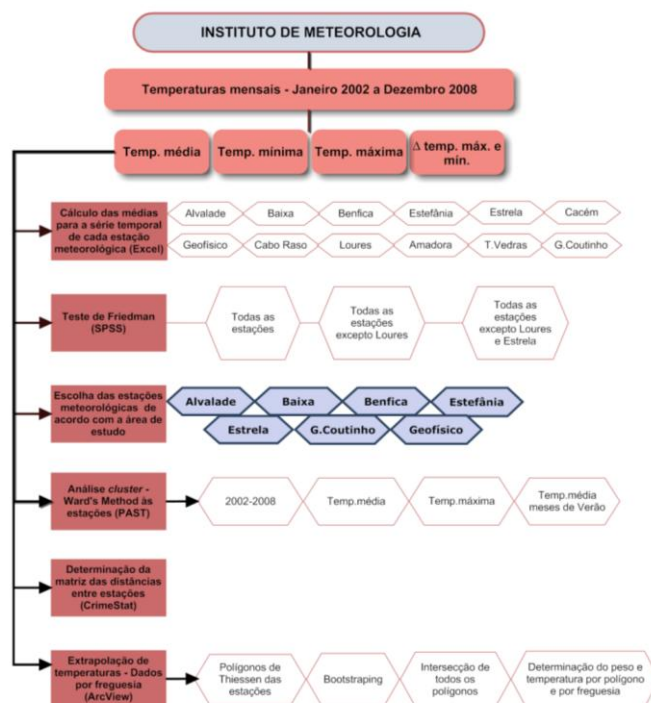 INSTITUTO DE METEOROLOGIA
Temperaturas mensais - Janeiro 2002 a Dezembro 2008
Temp. média
Temp. mínima
Temp. máxima
Δ temp. máx. e
mín.
Cálculo das médias
para a série temporal
de cada estação
meteorológica (Excel)
Alvalade
Baixa
Benfica
Estefânia
Estrela
Cacém
Geofísico
Cabo Raso
Loures
Amadora
T.Vedras
G.Coutinho
Teste de Friedman
(SPSS)
Todas as
estações
Todas as
estações
excepto Loures
Todas as
estações
excepto Loures
e Estrela
Escolha das estações
meteorológicas de
acordo com a área de
estudo
Alvalade
Baixa
Benfica
Estefânia
Estrela
G.Coutinho
Geofísico
Análise cluster -
Ward's Method às
estações (PAST)
2002-2008
Temp.média
Temp.máxima
Temp.média
meses de Verão
Determinação da
matriz das distâncias
entre estações
(CrimeStat)
Extrapolação de
temperaturas - Dados
por freguesia
(ArcView)
Polígonos de
Thiessen das
estações
Bootstraping
Intersecção de
todos os
polígonos
Determinação do peso e
temperatura por polígono
e por freguesia